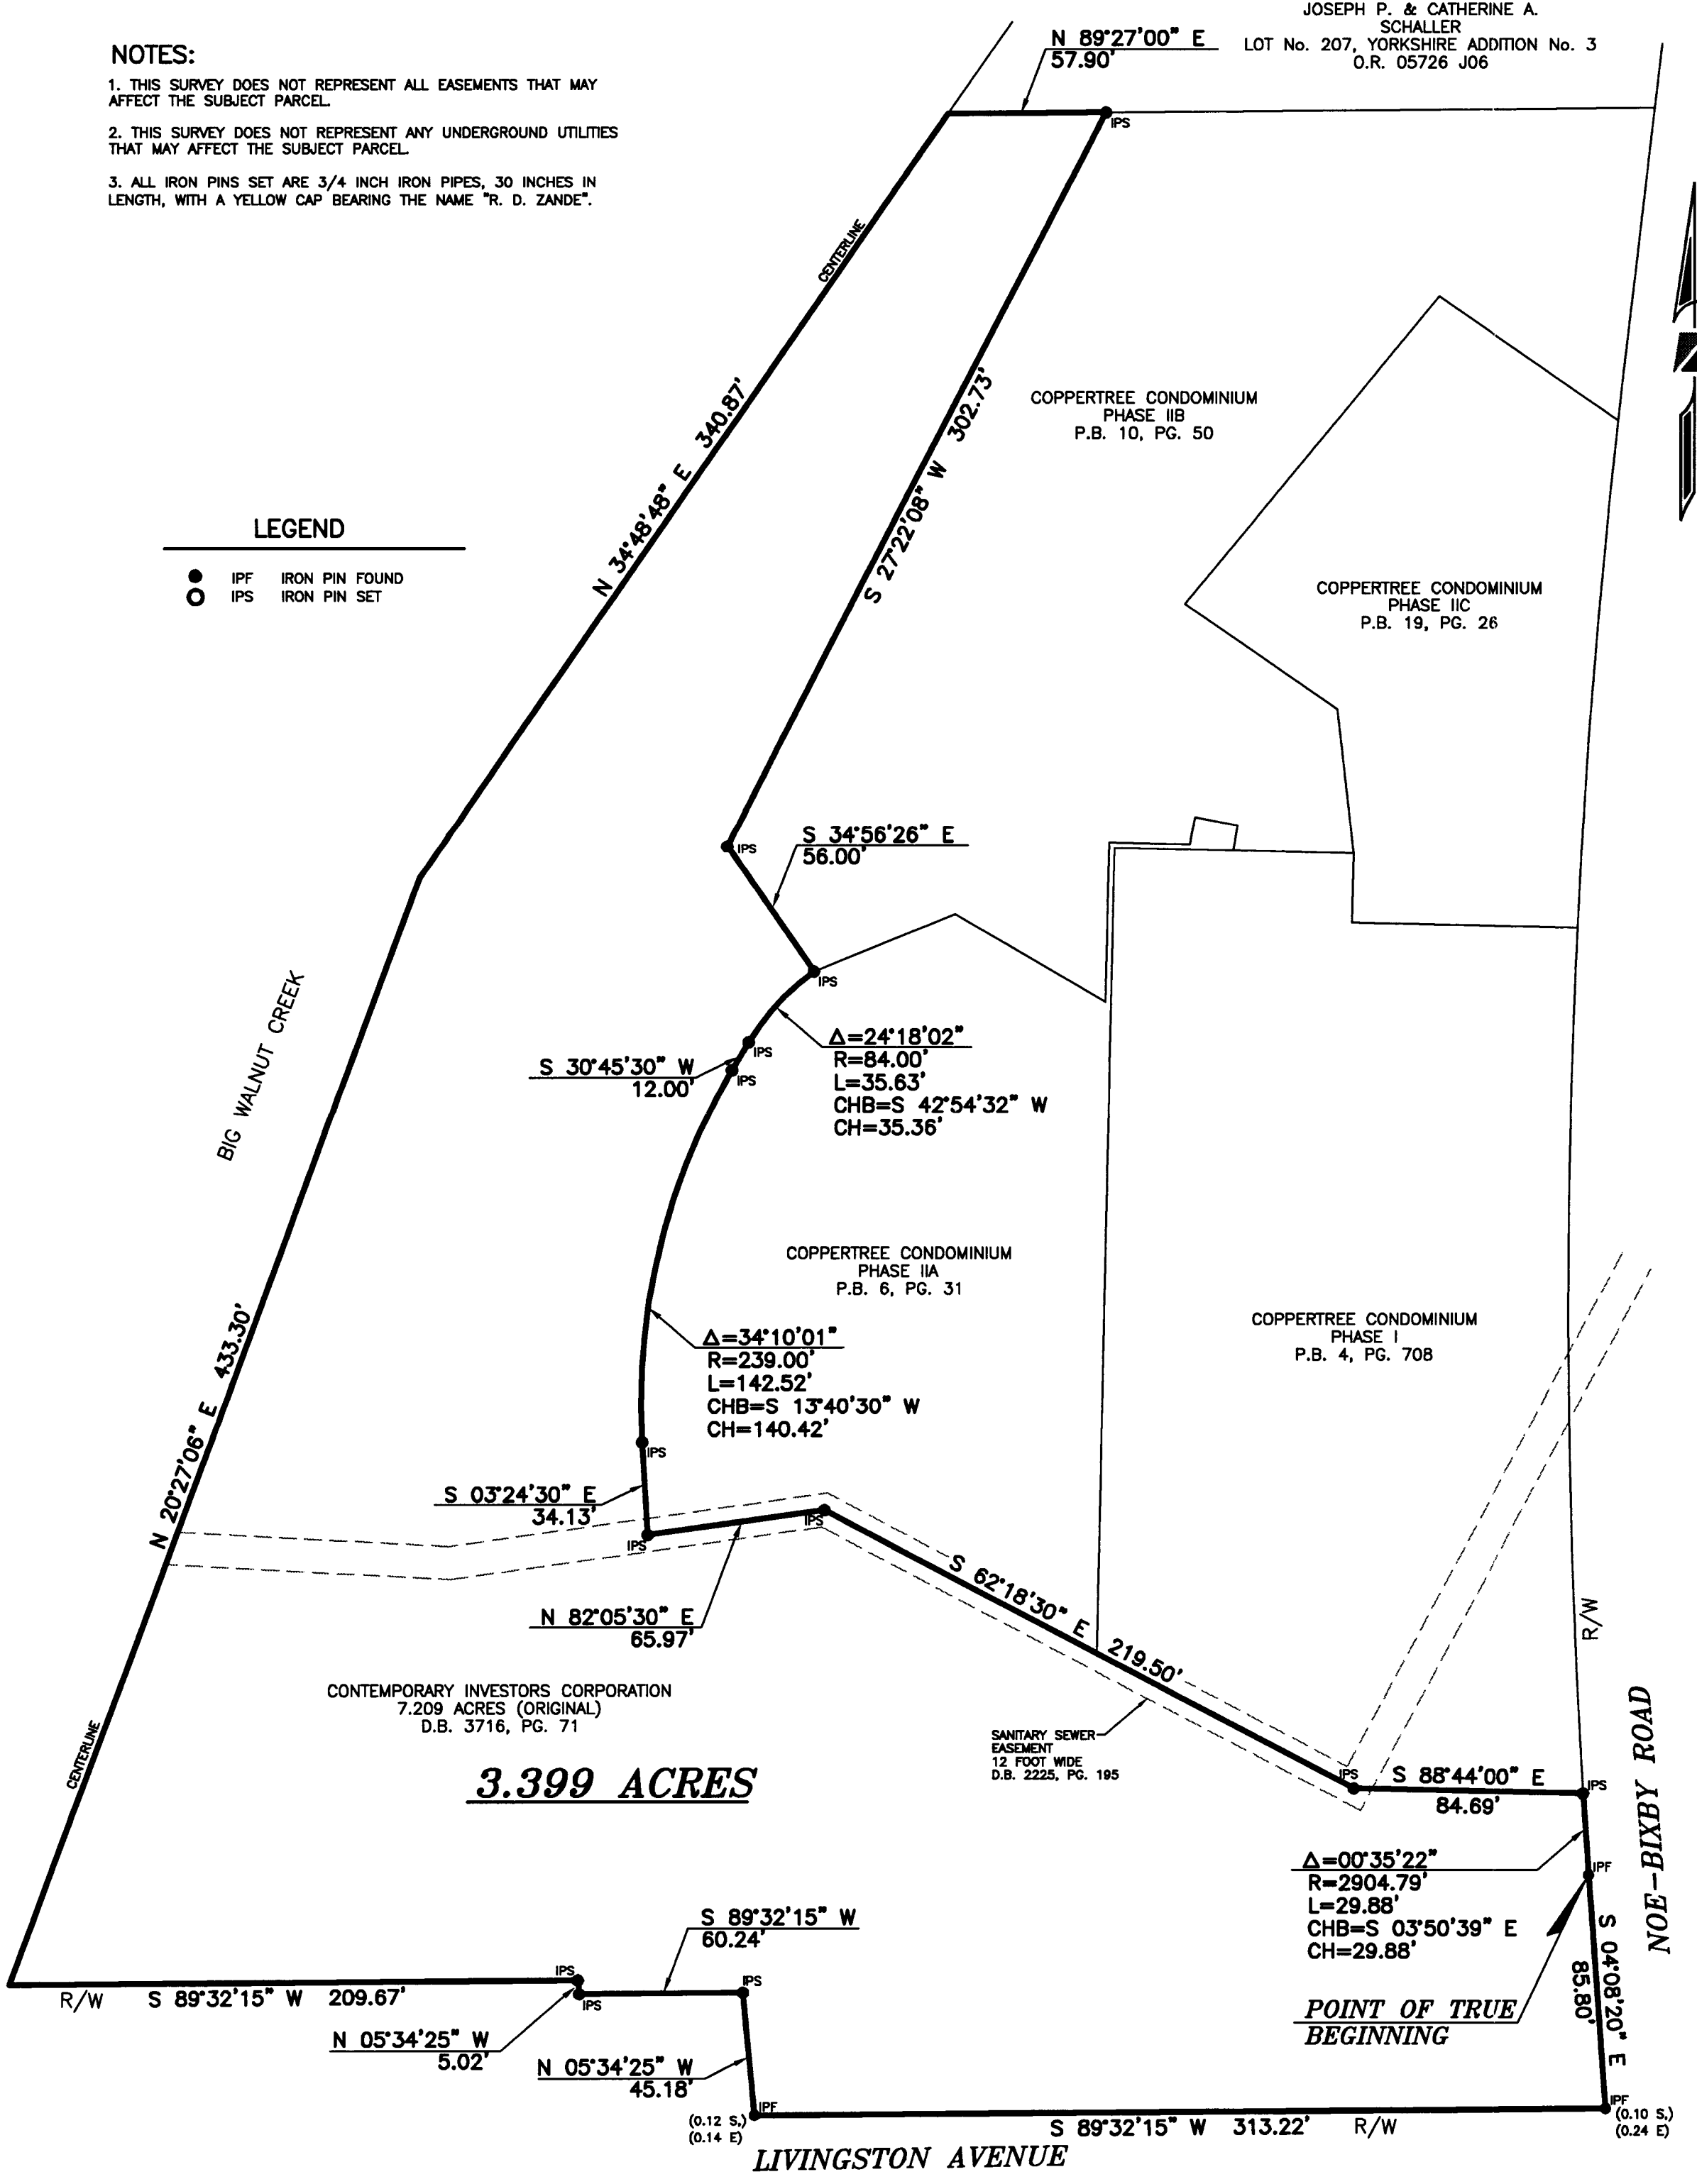 JOSEPH P. & CATHERINE A.
SCHALLER
LOT No. 207, YORKSHIRE ADDITION No. 3
O.R. 05726 J06
N 89°27'00" E
57.90'
NOTES:
1. THIS SURVEY DOES NOT REPRESENT ALL EASEMENTS THAT MAY
AFFECT THE SUBJECT PARCEL.
2. THIS SURVEY DOES NOT REPRESENT ANY UNDERGROUND UTILITIES
THAT MAY AFFECT THE SUBJECT PARCEL.
3. ALL IRON PINS SET ARE 3/4 INCH IRON PIPES, 30 INCHES IN
LENGTH, WITH A YELLOW CAP BEARING THE NAME "R. D. ZANDE".
IPS
CENTERLINE
N 34°48'48" E 340.87'
S 27°22'08" W 302.73'
COPPERTREE CONDOMINIUM
PHASE IIB
P.B. 10, PG. 50
LEGEND
IPF IRON PIN FOUND
IPS IRON PIN SET
COPPERTREE CONDOMINIUM
PHASE IIC
P.B. 19, PG. 26
IPS
S 34°56'26" E
56.00'
IPS
BIG WALNUT CREEK
IPS
IPS
S 30°45'30" W
12.00'
Δ=24°18'02"
R=84.00'
L=35.63'
CHB=S 42°54'32" W
CH=35.36'
COPPERTREE CONDOMINIUM
PHASE IIA
P.B. 6, PG. 31
COPPERTREE CONDOMINIUM
PHASE I
P.B. 4, PG. 708
Δ=34°10'01"
R=239.00'
L=142.52'
CHB=S 13°40'30" W
CH=140.42'
N 20°27'06" E 433.30'
IPS
S 03°24'30" E
34.13'
IPS
IPS
N 82°05'30" E
65.97'
S 62°18'30" E 219.50'
R/W
CONTEMPORARY INVESTORS CORPORATION
7.209 ACRES (ORIGINAL)
D.B. 3716, PG. 71
SANITARY SEWER
EASEMENT
12 FOOT WIDE
D.B. 2225, PG. 195
CENTERLINE
3.399 ACRES
IPS
S 88°44'00" E
84.69'
IPS
NOE-BIXBY ROAD
Δ=00°35'22"
R=2904.79'
L=29.88'
CHB=S 03°50'39" E
CH=29.88'
IPF
S 04°08'20" E
85.80'
POINT OF TRUE
BEGINNING
S 89°32'15" W
60.24'
IPS
IPS
IPS
R/W S 89°32'15" W 209.67'
N 05°34'25" W
5.02'
N 05°34'25" W
45.18'
IPF
(0.12 S.)
(0.14 E)
S 89°32'15" W 313.22' R/W
IPF
(0.10 S.)
(0.24 E)
LIVINGSTON AVENUE